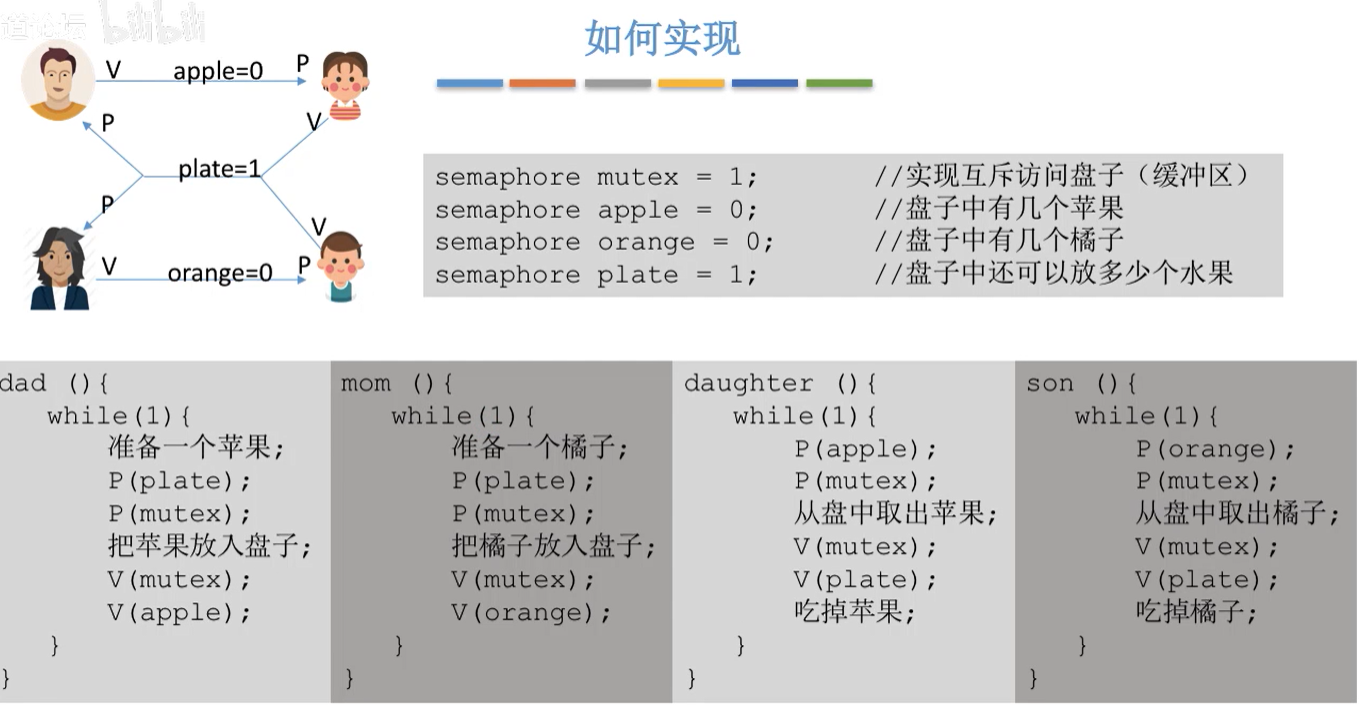 道论坛 bilibili
如何实现
V apple=0 P
P V
plate=1
P V
V orange=0 P
semaphore mutex = 1; //实现互斥访问盘子（缓冲区）
semaphore apple = 0; //盘子中有几个苹果
semaphore orange = 0; //盘子中有几个橘子
semaphore plate = 1; //盘子中还可以放多少个水果
dad (){
while(1){
准备一个苹果;
P(plate);
P(mutex);
把苹果放入盘子;
V(mutex);
V(apple);
}
}
mom (){
while(1){
准备一个橘子;
P(plate);
P(mutex);
把橘子放入盘子;
V(mutex);
V(orange);
}
}
daughter (){
while(1){
P(apple);
P(mutex);
从盘中取出苹果;
V(mutex);
V(plate);
吃掉苹果;
}
}
son (){
while(1){
P(orange);
P(mutex);
从盘中取出橘子;
V(mutex);
V(plate);
吃掉橘子;
}
}